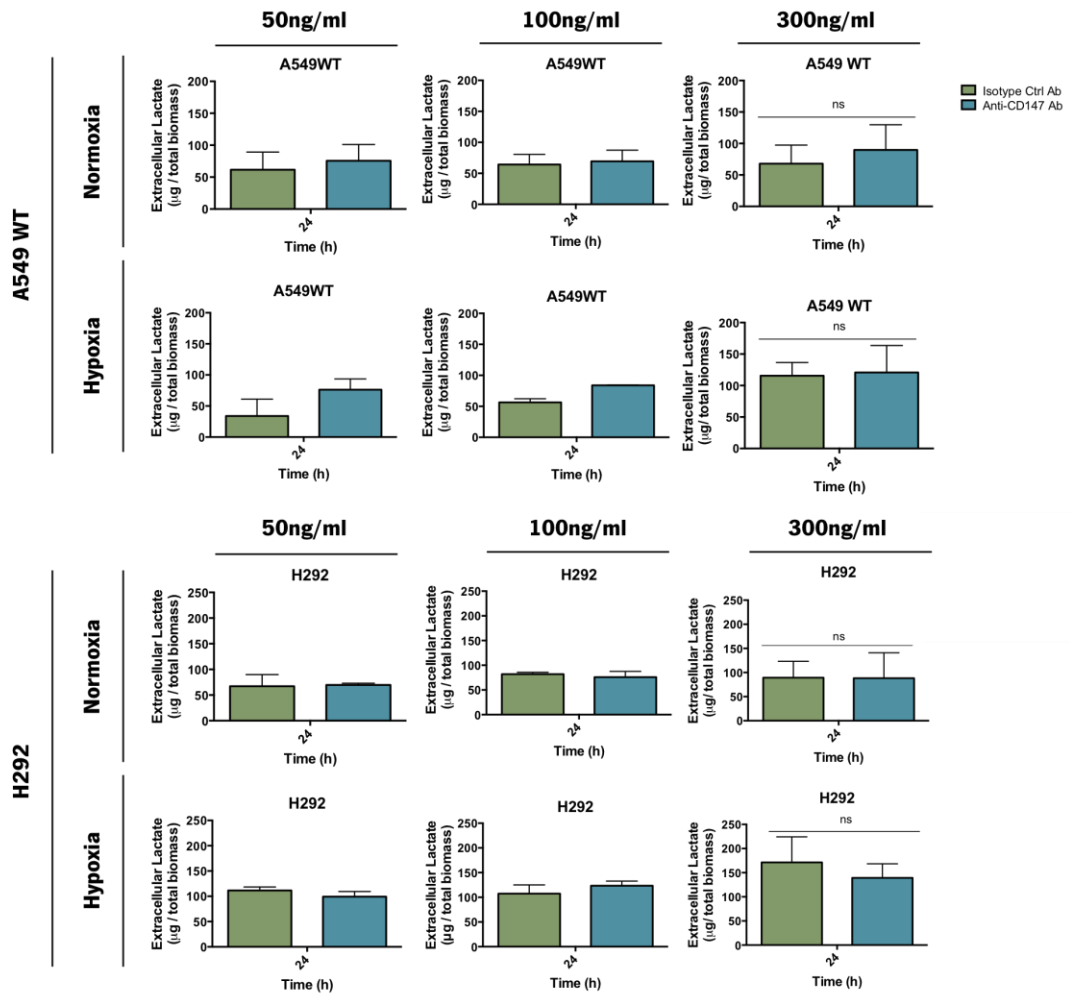 50ng/ml
100ng/ml
300ng/ml
A549 WT
Normoxia
A549WT
Extracellular Lactate
(µg / total biomass)
200
150
100
50
0
24
Time (h)
A549WT
Extracellular Lactate
(µg / total biomass)
200
150
100
50
0
24
Time (h)
A549 WT
ns
Extracellular Lactate
(µg/ total biomass)
200
150
100
50
0
24
Time (h)
Isotype Ctrl Ab
Anti-CD147 Ab
Hypoxia
A549WT
Extracellular Lactate
(µg / total biomass)
200
150
100
50
0
24
Time (h)
A549WT
Extracellular Lactate
(µg / total biomass)
200
150
100
50
0
24
Time (h)
A549 WT
ns
Extracellular Lactate
(µg/ total biomass)
200
150
100
50
0
24
Time (h)
50ng/ml
100ng/ml
300ng/ml
H292
Normoxia
H292
Extracellular Lactate
(µg / total biomass)
250
200
150
100
50
0
24
Time (h)
H292
Extracellular Lactate
(µg / total biomass)
250
200
150
100
50
0
24
Time (h)
H292
ns
Extracellular Lactate
(µg/ total biomass)
250
200
150
100
50
0
24
Time (h)
Hypoxia
H292
Extracellular Lactate
(µg / total biomass)
250
200
150
100
50
0
24
Time (h)
H292
Extracellular Lactate
(µg / total biomass)
250
200
150
100
50
0
24
Time (h)
H292
ns
Extracellular Lactate
(µg/ total biomass)
250
200
150
100
50
0
24
Time (h)